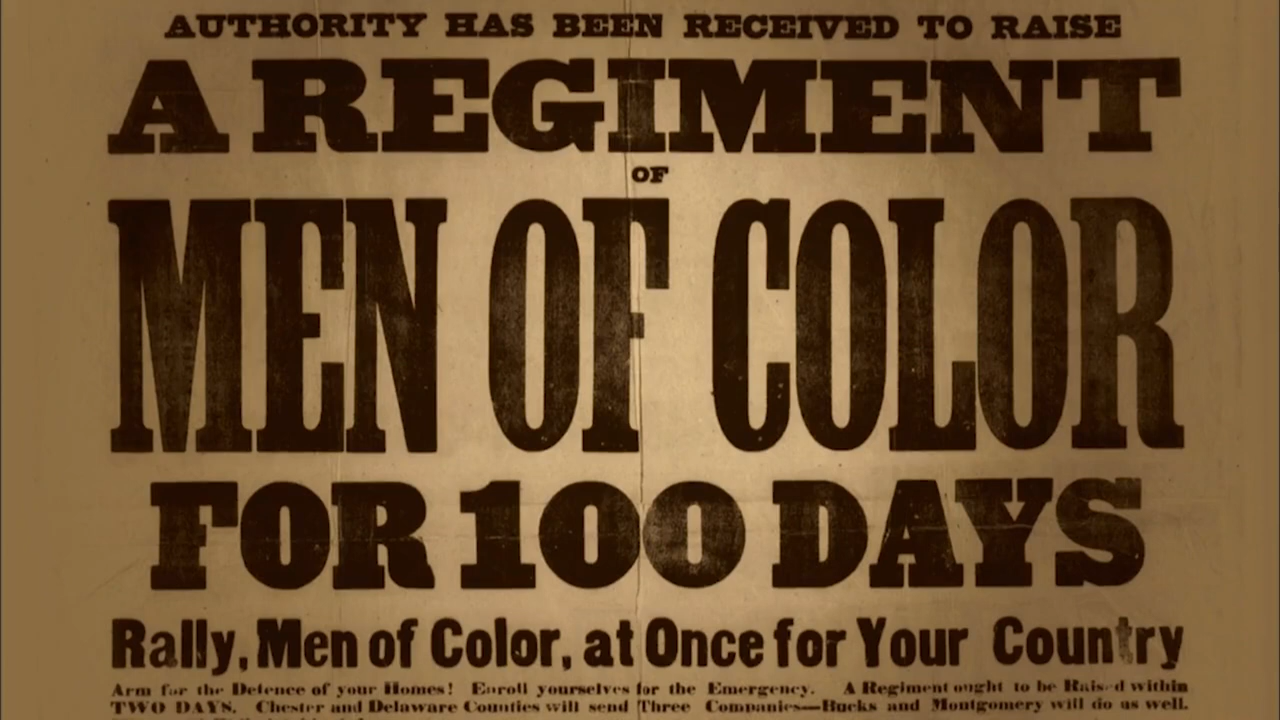 AUTHORITY HAS BEEN RECEIVED TO RAISE
A REGIMENT
OF
MEN OF COLOR
FOR 100 DAYS
Rally, Men of Color, at Once for Your Country
Arm for the Defence of your Homes! Enroll yourselves for the Emergency. A Regiment ought to be Raised within
TWO DAYS. Chester and Delaware Counties will send Three Companies—Bucks and Montgomery will do as well.